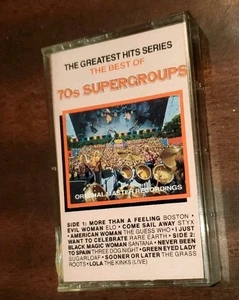 THE GREATEST HITS SERIES
THE BEST OF
70s SUPERGROUPS
ORIGINAL MASTER RECORDINGS
SIDE 1: MORE THAN A FEELING BOSTON •
EVIL WOMAN ELO • COME SAIL AWAY STYX
• AMERICAN WOMAN THE GUESS WHO • I JUST
WANT TO CELEBRATE RARE EARTH • SIDE 2:
BLACK MAGIC WOMAN SANTANA • NEVER BEEN
TO SPAIN THREE DOG NIGHT • GREEN EYED LADY
SUGARLOAF • SOONER OR LATER THE GRASS
ROOTS • LOLA THE KINKS (LIVE)